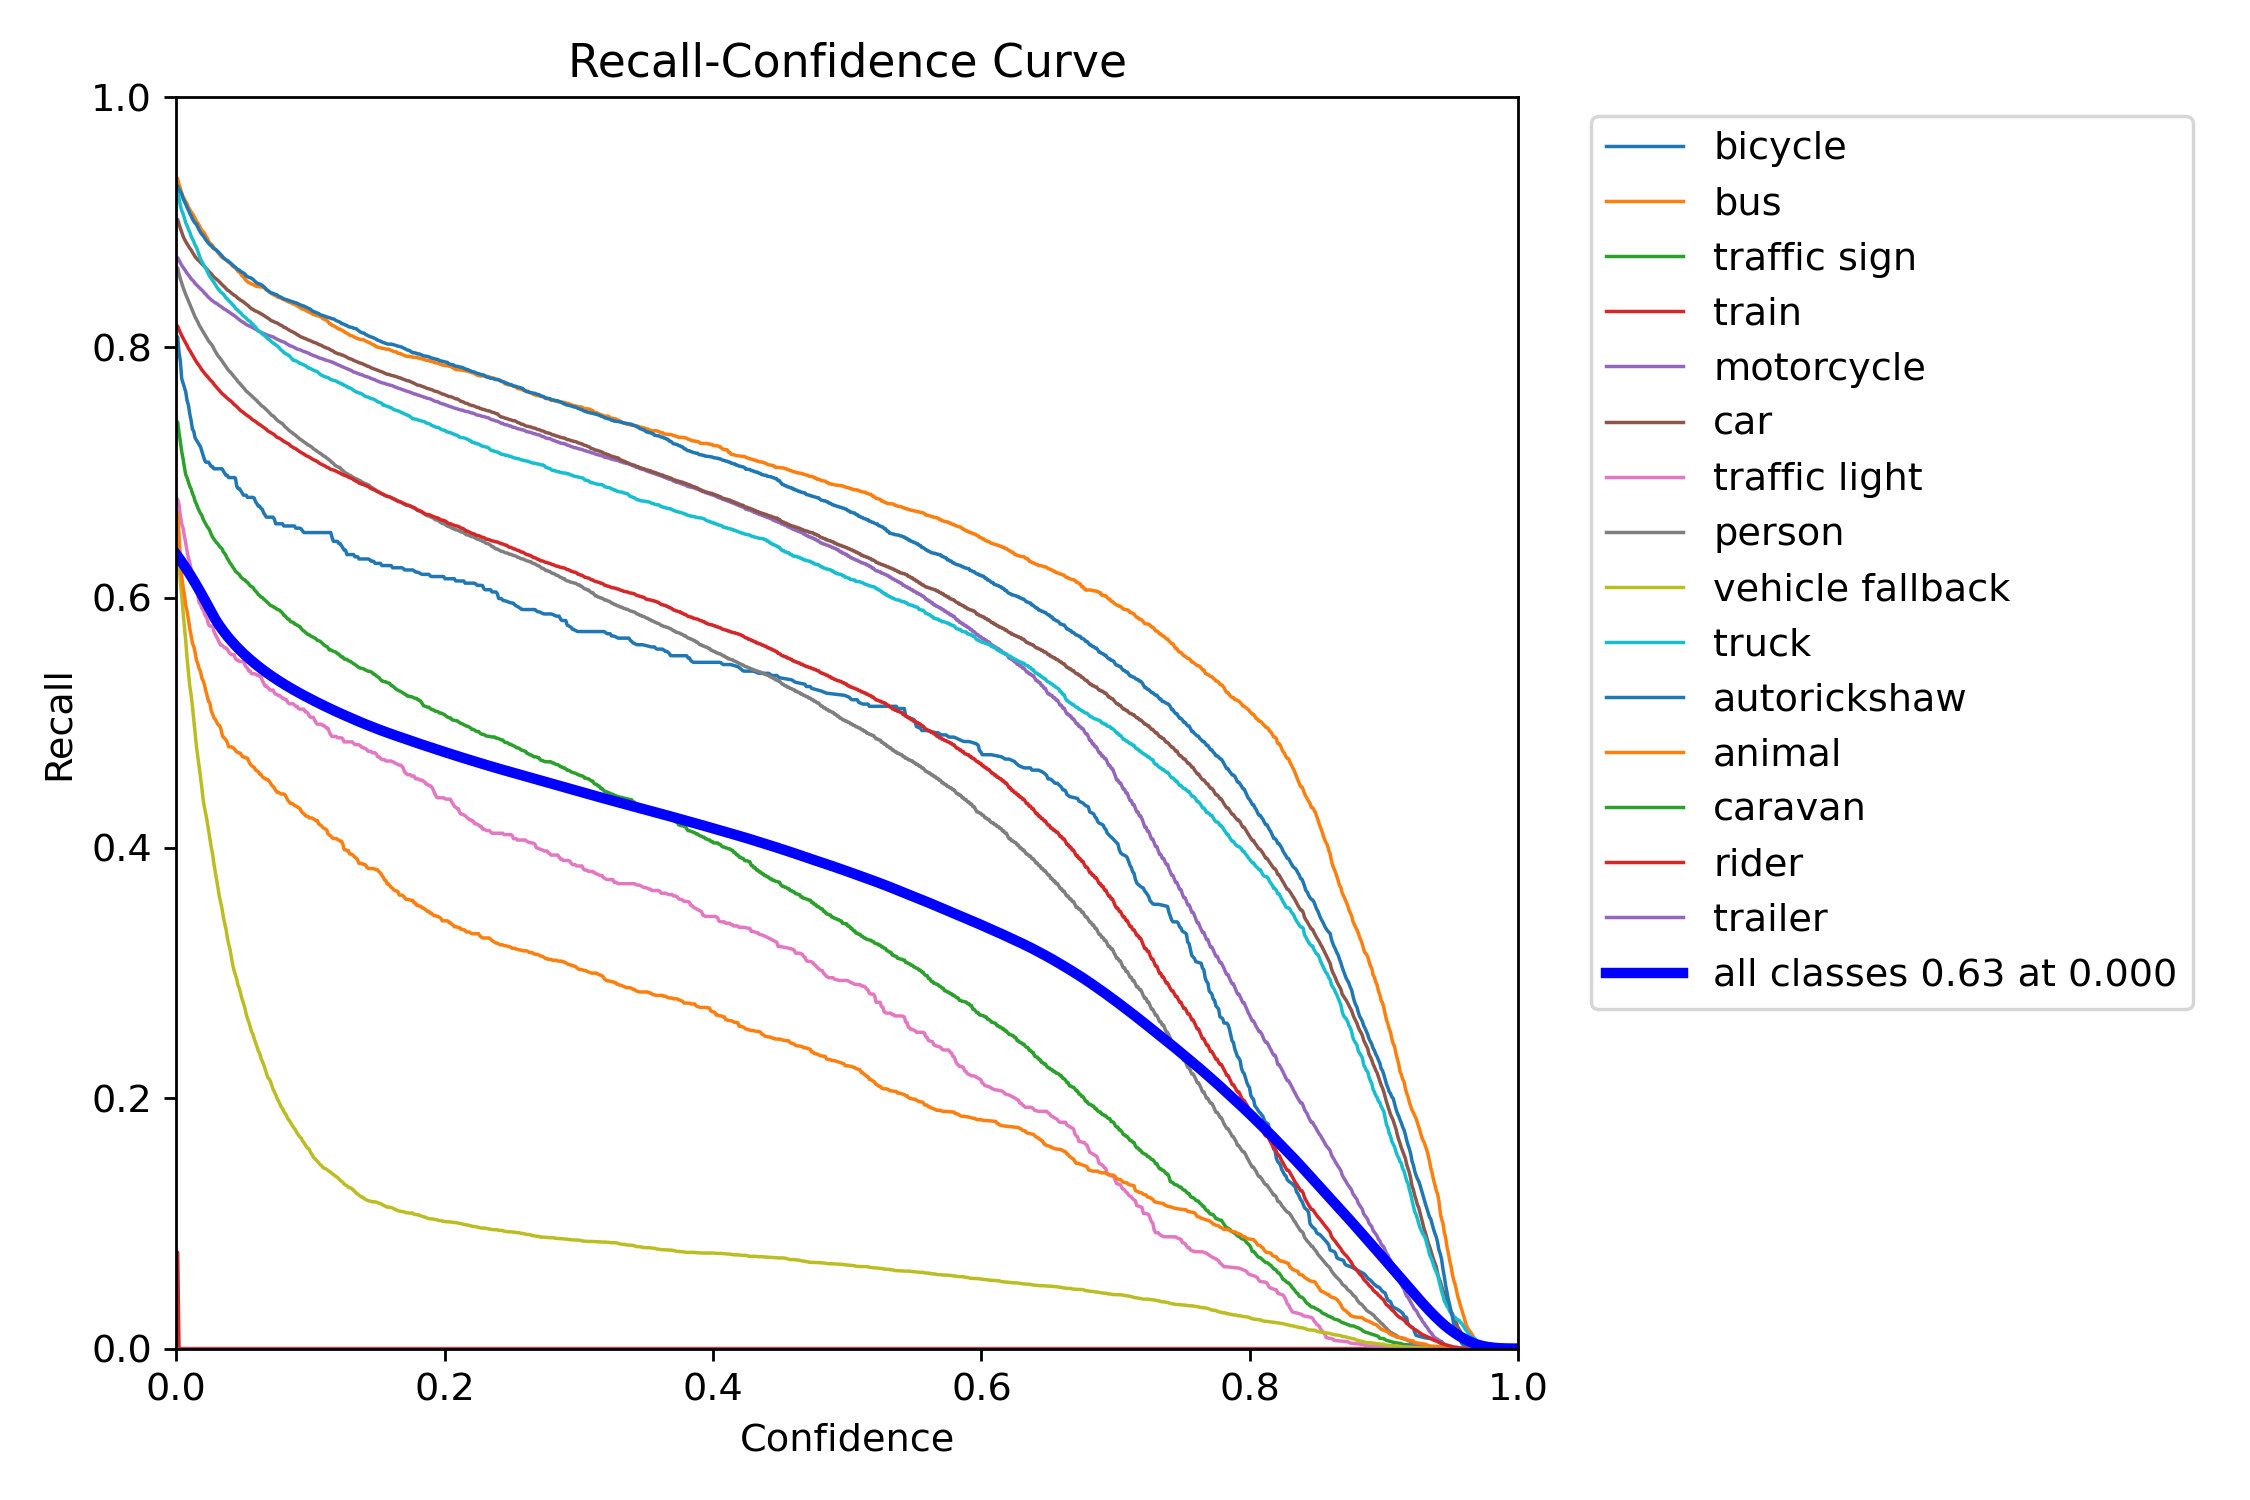 Recall-Confidence Curve
1.0
0.8
0.6
0.4
0.2
0.0
Recall
0.0 0.2 0.4 0.6 0.8 1.0
Confidence
bicycle
bus
traffic sign
train
motorcycle
car
traffic light
person
vehicle fallback
truck
autorickshaw
animal
caravan
rider
trailer
all classes 0.63 at 0.000